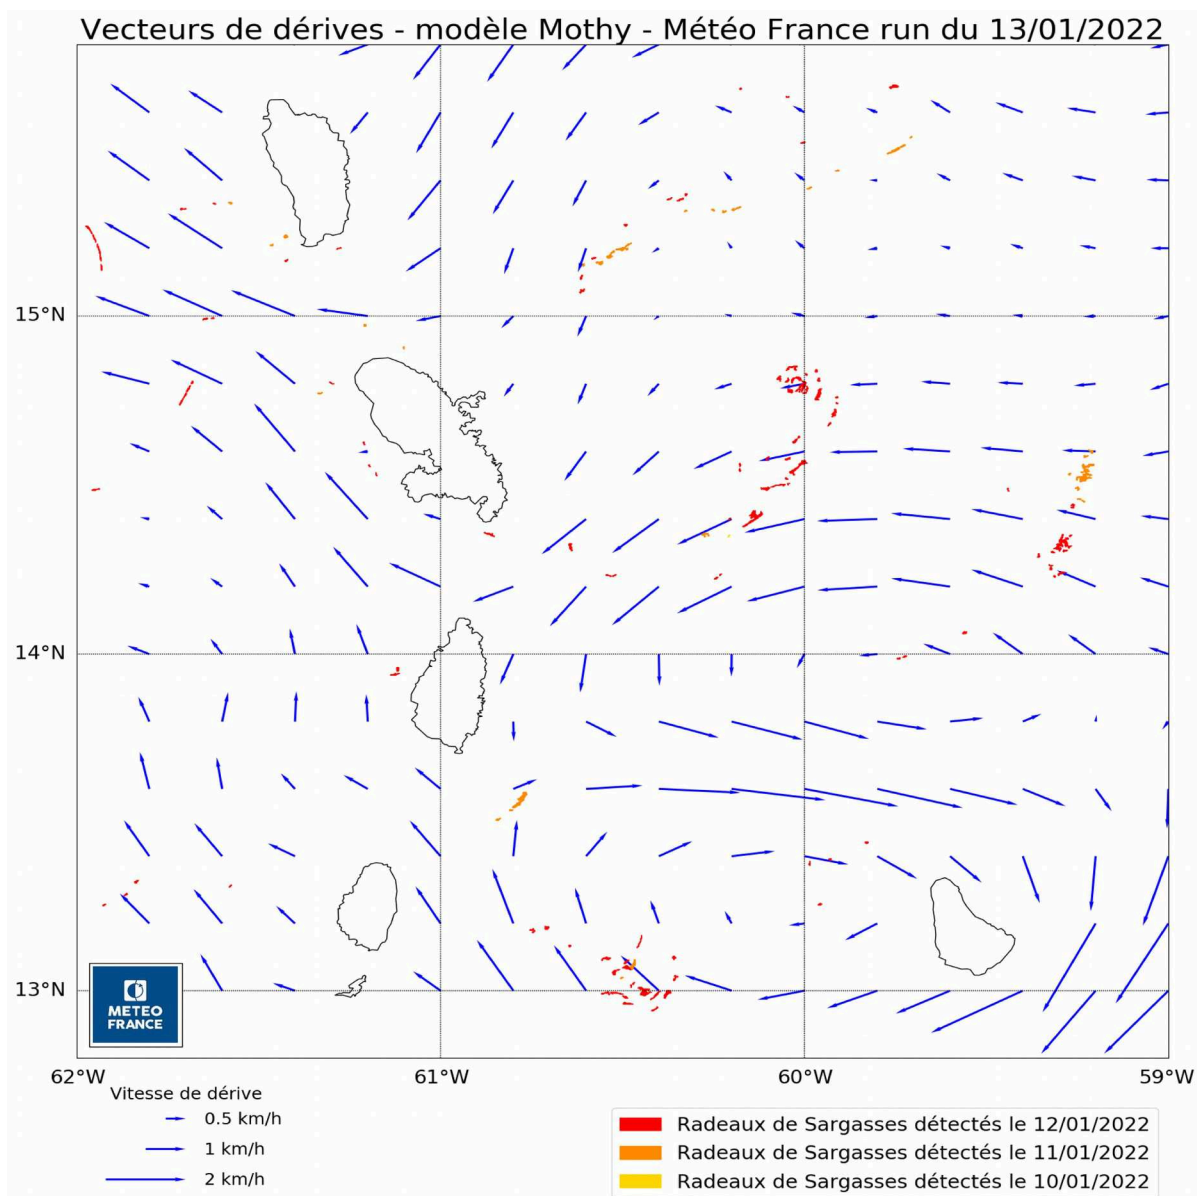 Vecteurs de dérives - modèle Mothy - Météo France run du 13/01/2022
15°N
14°N
13°N
METEO
FRANCE
62°W
61°W
60°W
59°W
Vitesse de dérive
0.5 km/h
1 km/h
2 km/h
Radeaux de Sargasses détectés le 12/01/2022
Radeaux de Sargasses détectés le 11/01/2022
Radeaux de Sargasses détectés le 10/01/2022